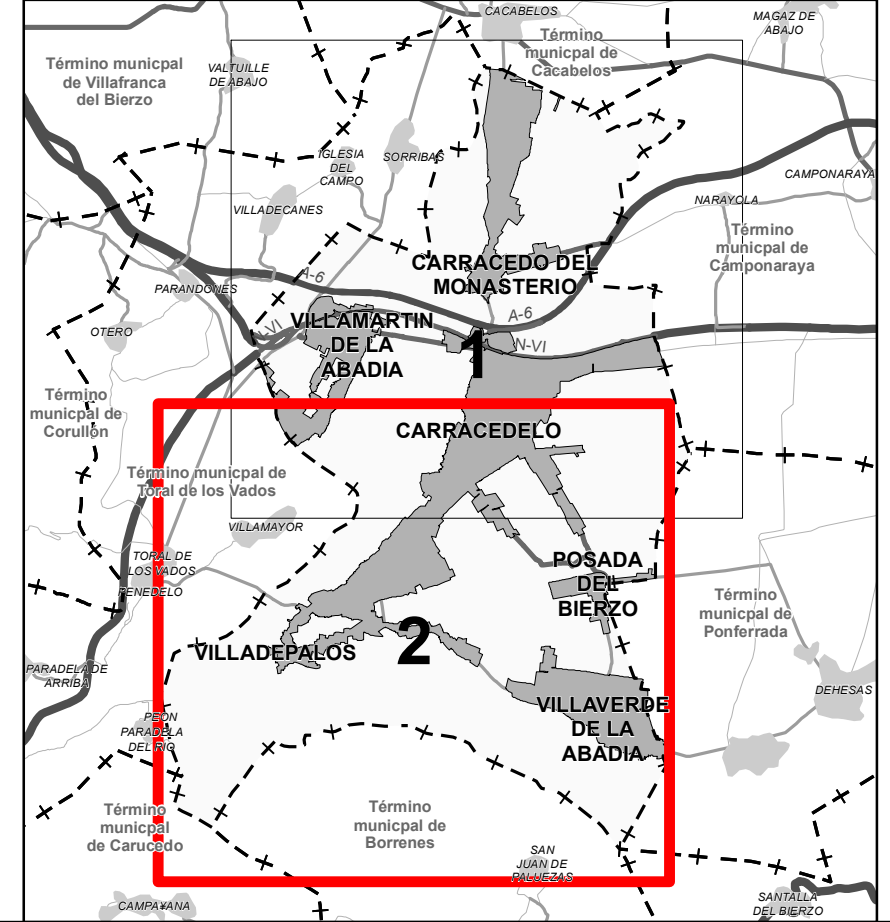 CACABELOS
MAGAZ DE
ABAJO
Término
municpal de
Cacabelos
Término municpal
de Villafranca
del Bierzo
VALTUILLE
DE ABAJO
IGLESIA
DEL
CAMPO
SORRIBAS
CAMPONARAYA
VILLADECANES
NARAYOLA
Término
municpal de
Camponaraya
CARRACEDO DEL
MONASTERIO
A-6
PARANDONES
A-6
N-VI
VILLAMARTIN
DE LA
ABADIA
OTERO
1
N-VI
Término
municpal de
Corullón
CARRACEDELO
Término municpal de
Toral de los Vados
VILLAMAYOR
TORAL DE
LOS VADOS
PENEDELO
POSADA
DEL
BIERZO
Término
municpal de
Ponferrada
2
VILLADEPALOS
PARADELA DE
ARRIBA
DEHESAS
VILLAVERDE
DE LA
ABADIA
PEON
PARADELA
DEL RIO
Término
municpal
de Carucedo
Término
municpal de
Borrenes
SAN
JUAN DE
PALUEZAS
CAMPA¥ANA
SANTALLA
DEL BIERZO